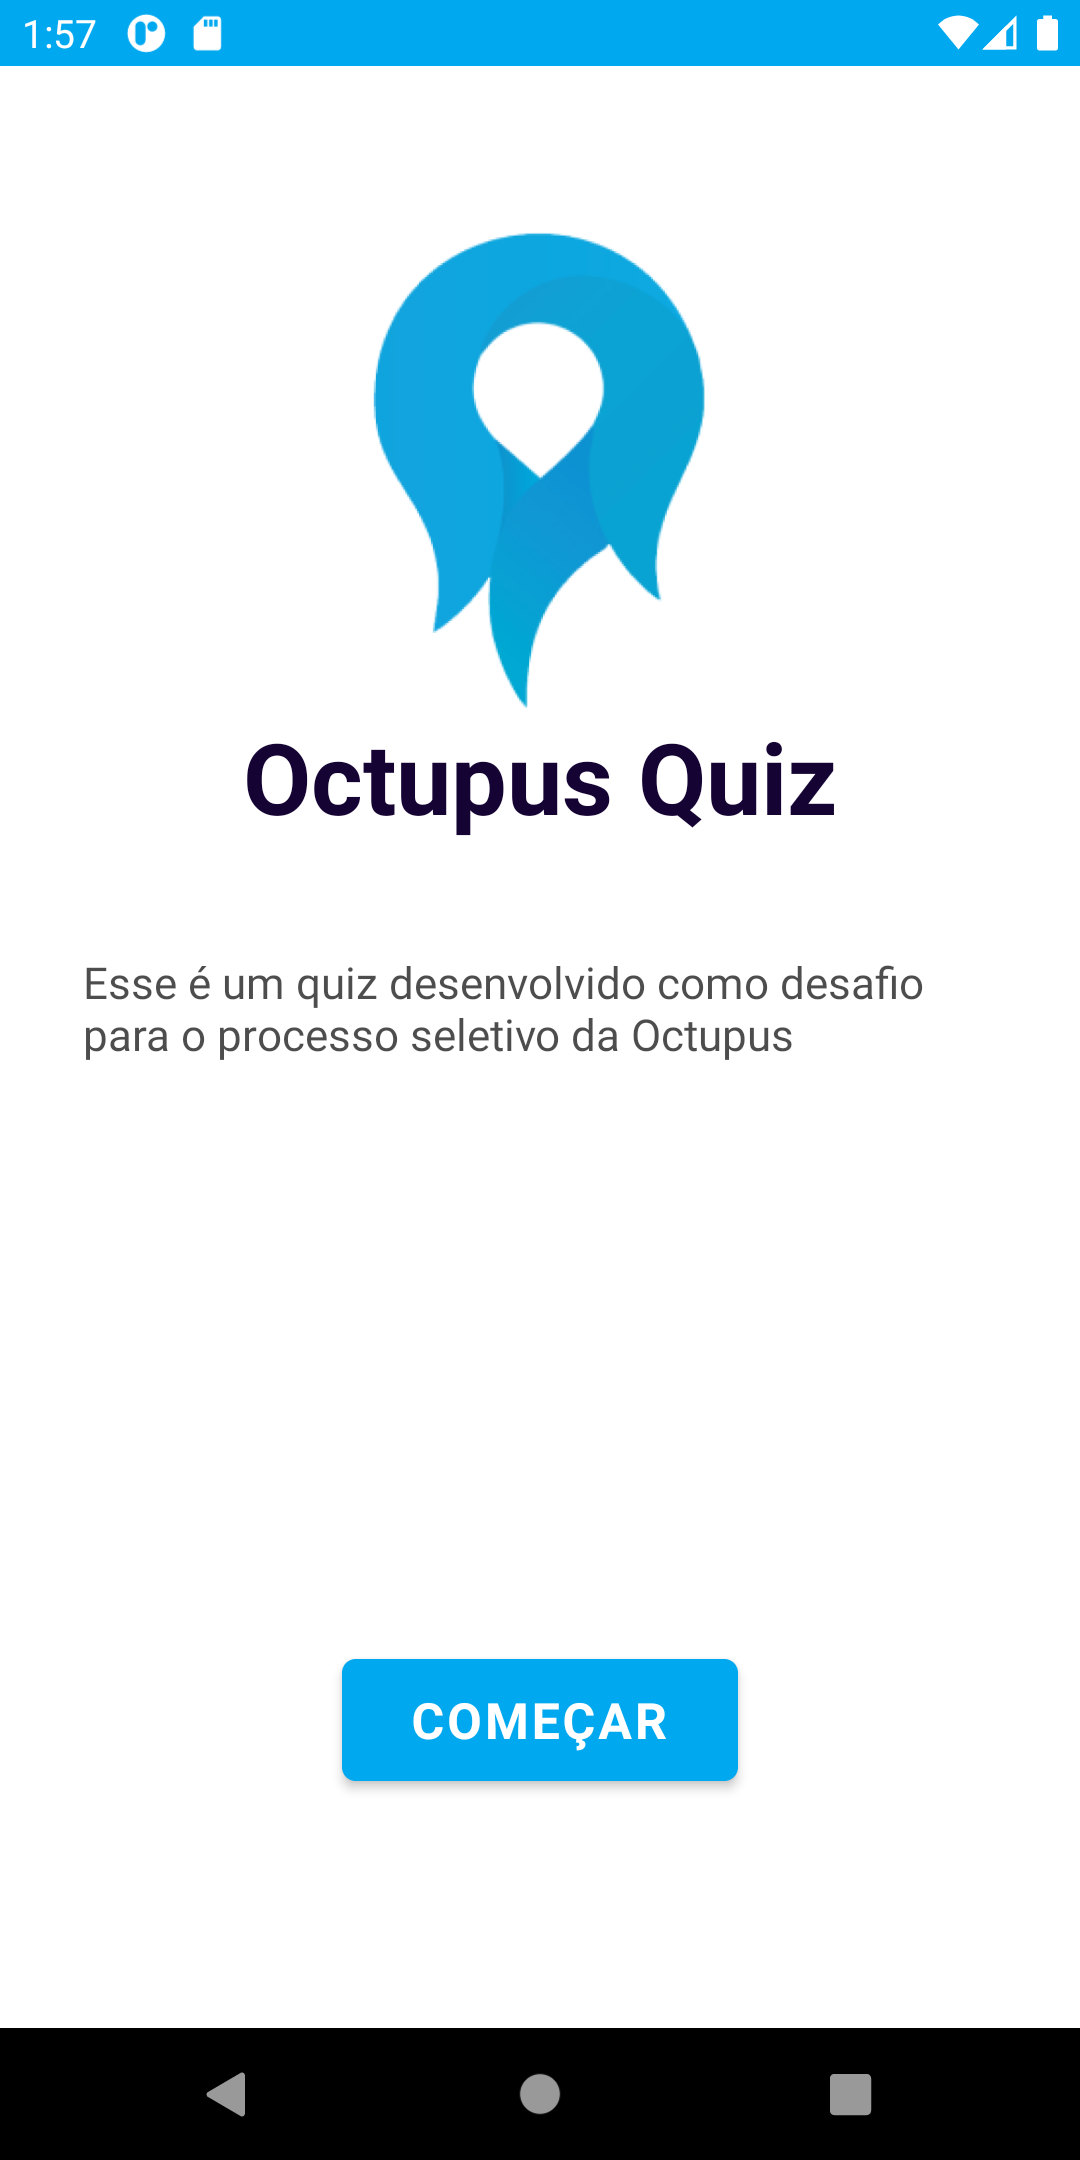 1:57
Octupus Quiz
Esse é um quiz desenvolvido como desafio
para o processo seletivo da Octupus
COMEÇAR